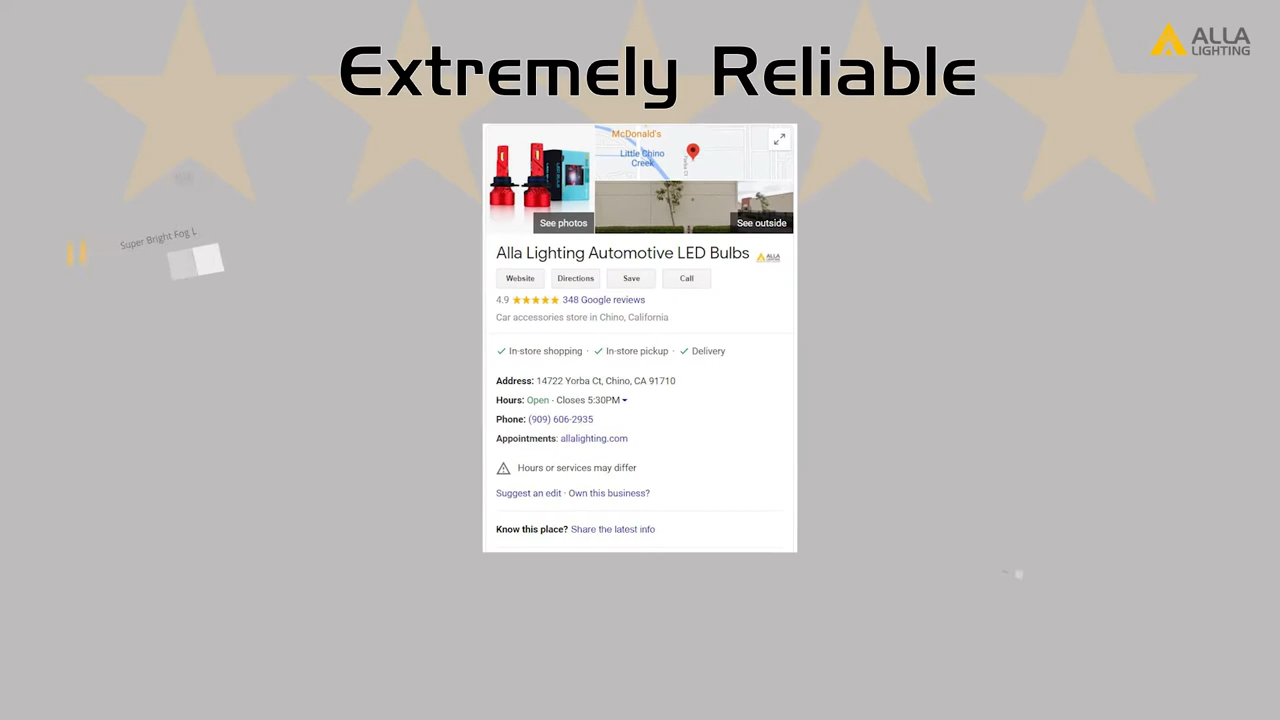 Extremely Reliable
ALLA
LIGHTING
McDonald's
Little Chino
Creek
Yorba Ct
See photos
See outside
Super Bright Fog L
Alla Lighting Automotive LED Bulbs
ALLA
Website
Directions
Save
Call
4.9 348 Google reviews
Car accessories store in Chino, California
In-store shopping · In-store pickup · Delivery
Address: 14722 Yorba Ct, Chino, CA 91710
Hours: Open · Closes 5:30PM
Phone: (909) 606-2935
Appointments: allalighting.com
Hours or services may differ
Suggest an edit · Own this business?
Know this place? Share the latest info